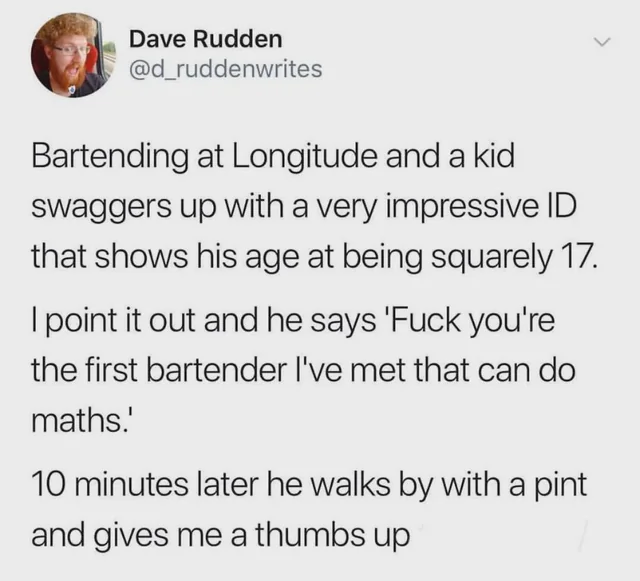 Dave Rudden
@d_ruddenwrites
Bartending at Longitude and a kid
swaggers up with a very impressive ID
that shows his age at being squarely 17.
I point it out and he says 'Fuck you're
the first bartender I've met that can do
maths.'
10 minutes later he walks by with a pint
and gives me a thumbs up